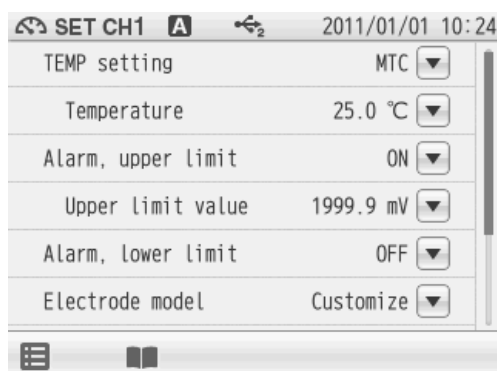 SET CH1 A 2 2011/01/01 10:24
TEMP setting MTC
Temperature 25.0 ℃
Alarm, upper limit ON
Upper limit value 1999.9 mV
Alarm, lower limit OFF
Electrode model Customize